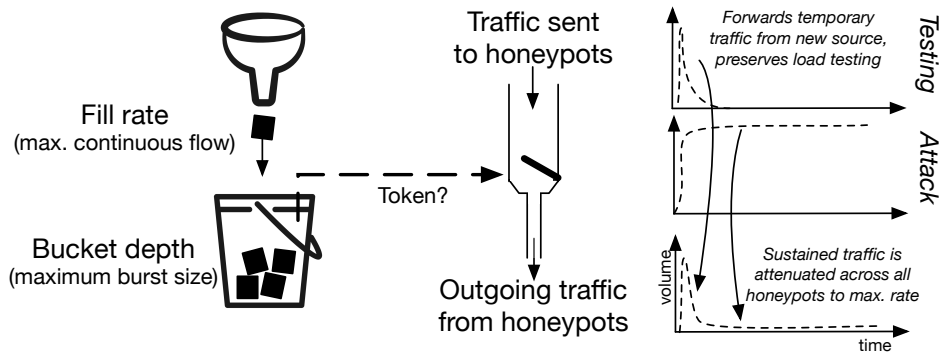 Fill rate
(max. continuous flow)
Bucket depth
(maximum burst size)
Token?
Traffic sent
to honeypots
Outgoing traffic
from honeypots
Forwards temporary
traffic from new source,
preserves load testing
Testing
Attack
Sustained traffic is
attenuated across all
honeypots to max. rate
volume
time